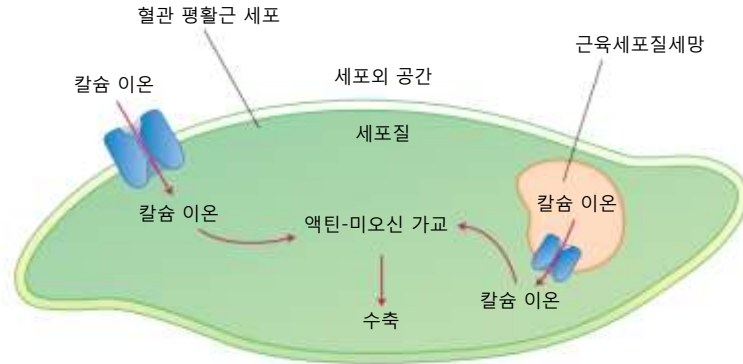 혈관 평활근 세포
근육세포질세망
세포외 공간
칼슘 이온
세포질
칼슘 이온
칼슘 이온
액틴-미오신 가교
칼슘 이온
수축